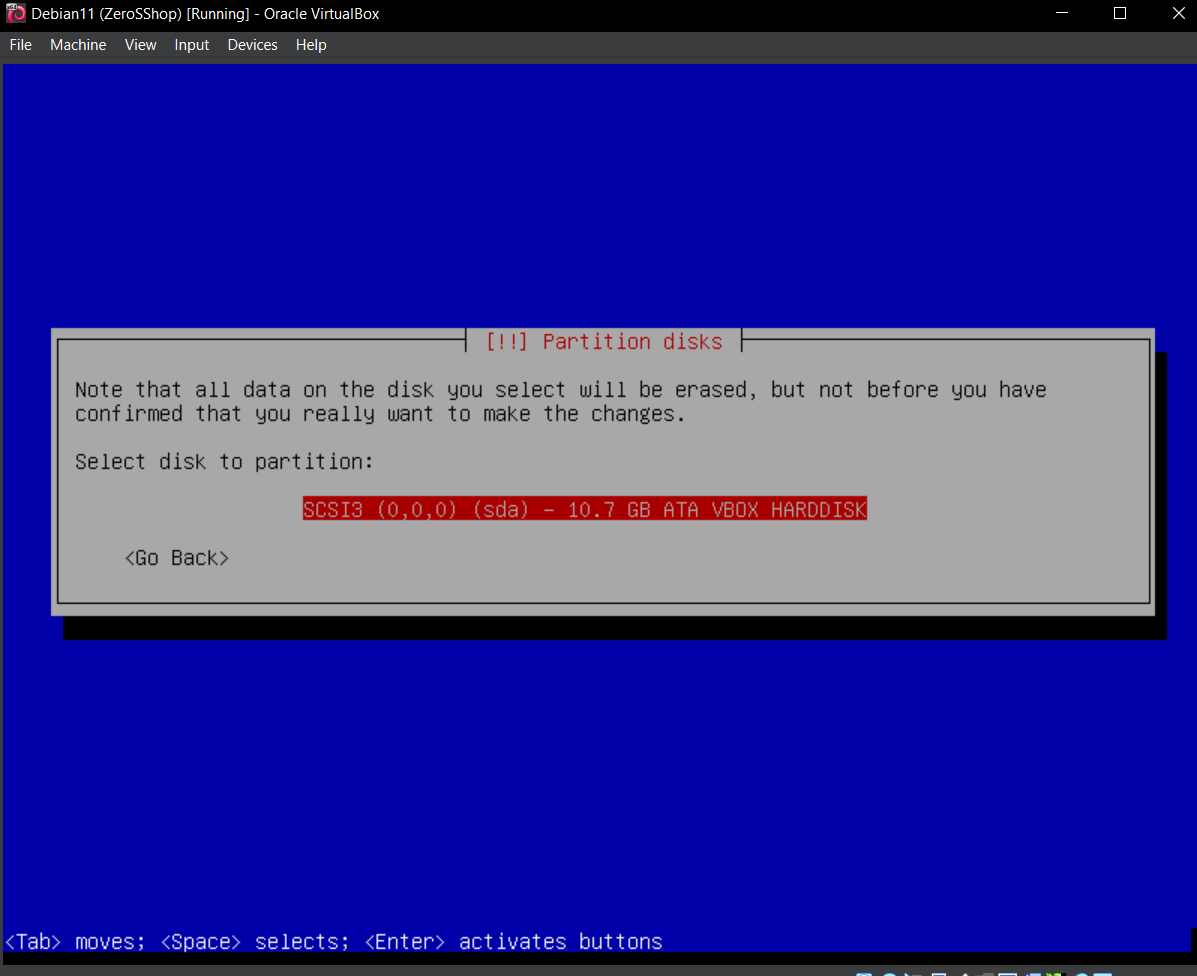 Debian11 (ZeroSShop) [Running] - Oracle VirtualBox
File Machine View Input Devices Help
[!!] Partition disks
Note that all data on the disk you select will be erased, but not before you have
confirmed that you really want to make the changes.
Select disk to partition:
SCSI3 (0,0,0) (sda) - 10.7 GB ATA VBOX HARDDISK
<Go Back>
<Tab> moves; <Space> selects; <Enter> activates buttons